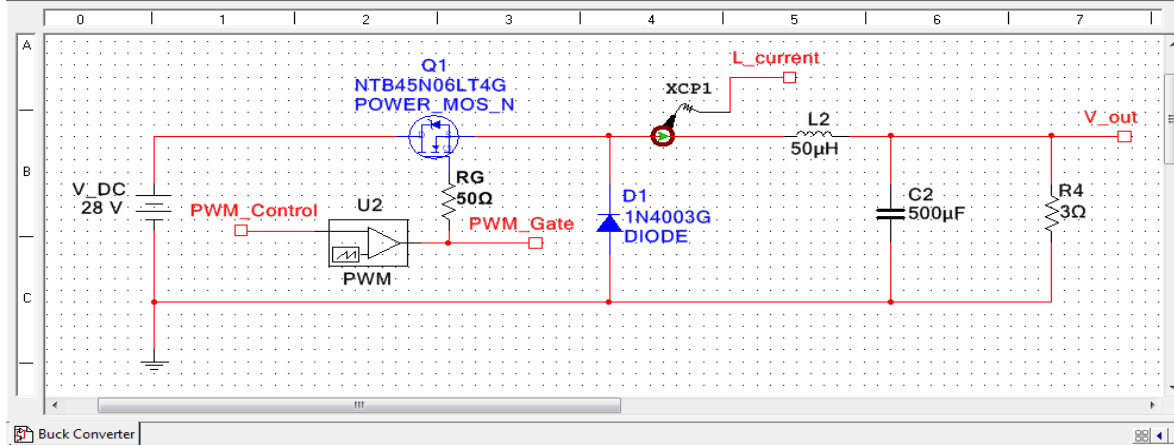 0 1 2 3 4 5 6 7
A
Q1
NTB45N06LT4G
POWER_MOS_N
L_current
XCP1
L2
50µH
V_out
B
V_DC
28 V
PWM_Control
U2
RG
50Ω
PWM_Gate
PWM
D1
1N4003G
DIODE
C2
500µF
R4
3Ω
C
Buck Converter